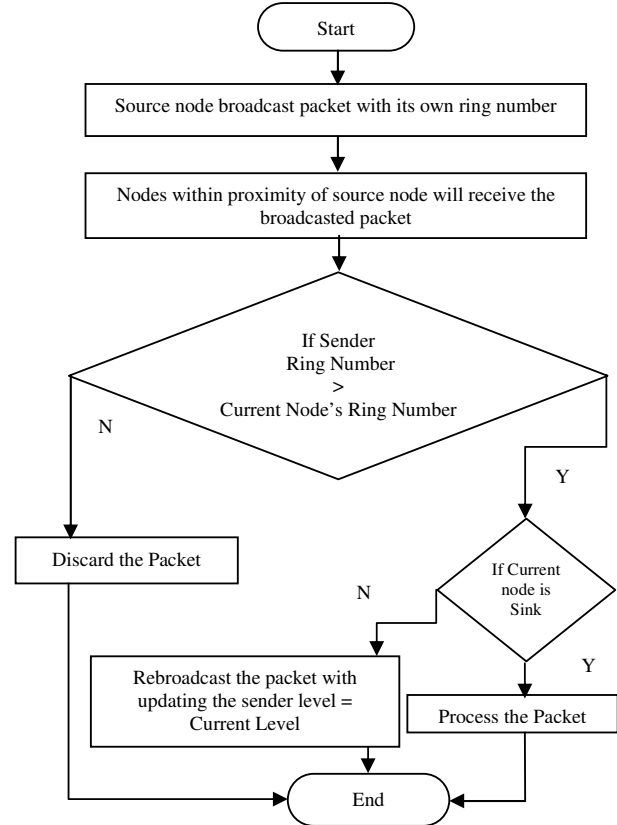 Start
Source node broadcast packet with its own ring number
Nodes within proximity of source node will receive the
broadcasted packet
If Sender
Ring Number
>
Current Node's Ring Number
N
Y
Discard the Packet
If Current
node is
Sink
N
Y
Rebroadcast the packet with
updating the sender level =
Current Level
Process the Packet
End